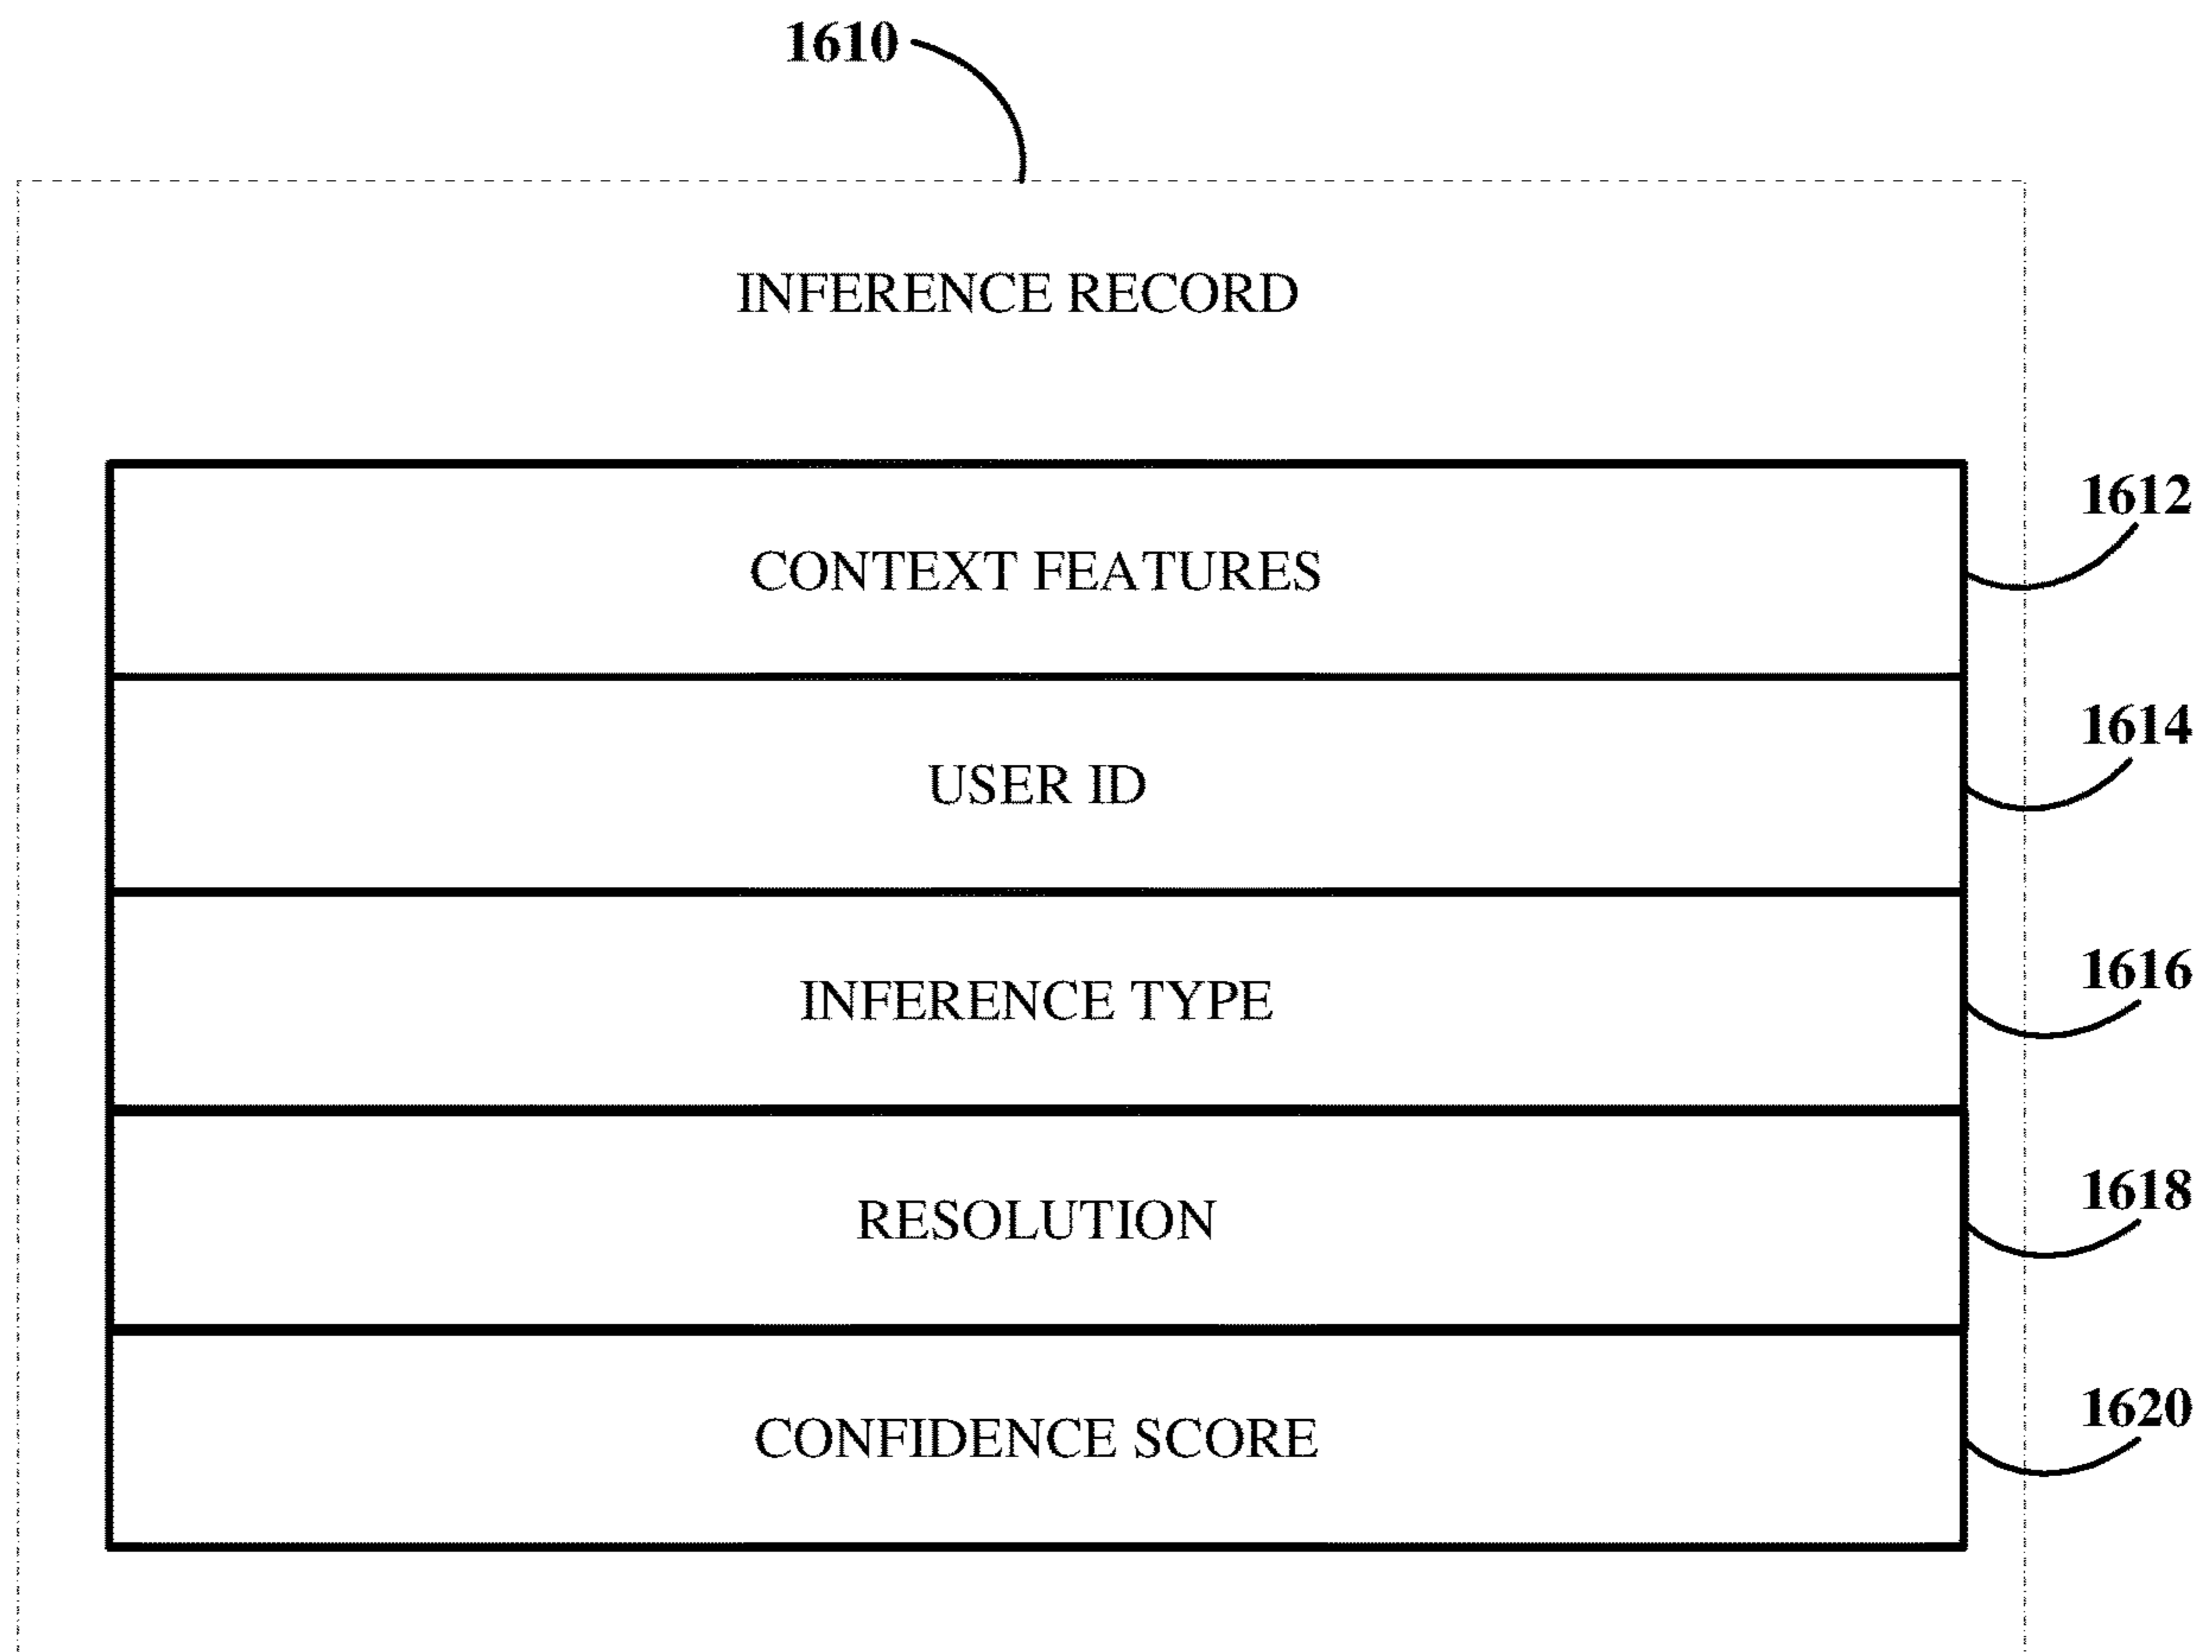 1610
INFERENCE RECORD
1612
CONTEXT FEATURES
1614
USER ID
1616
INFERENCE TYPE
1618
RESOLUTION
1620
CONFIDENCE SCORE